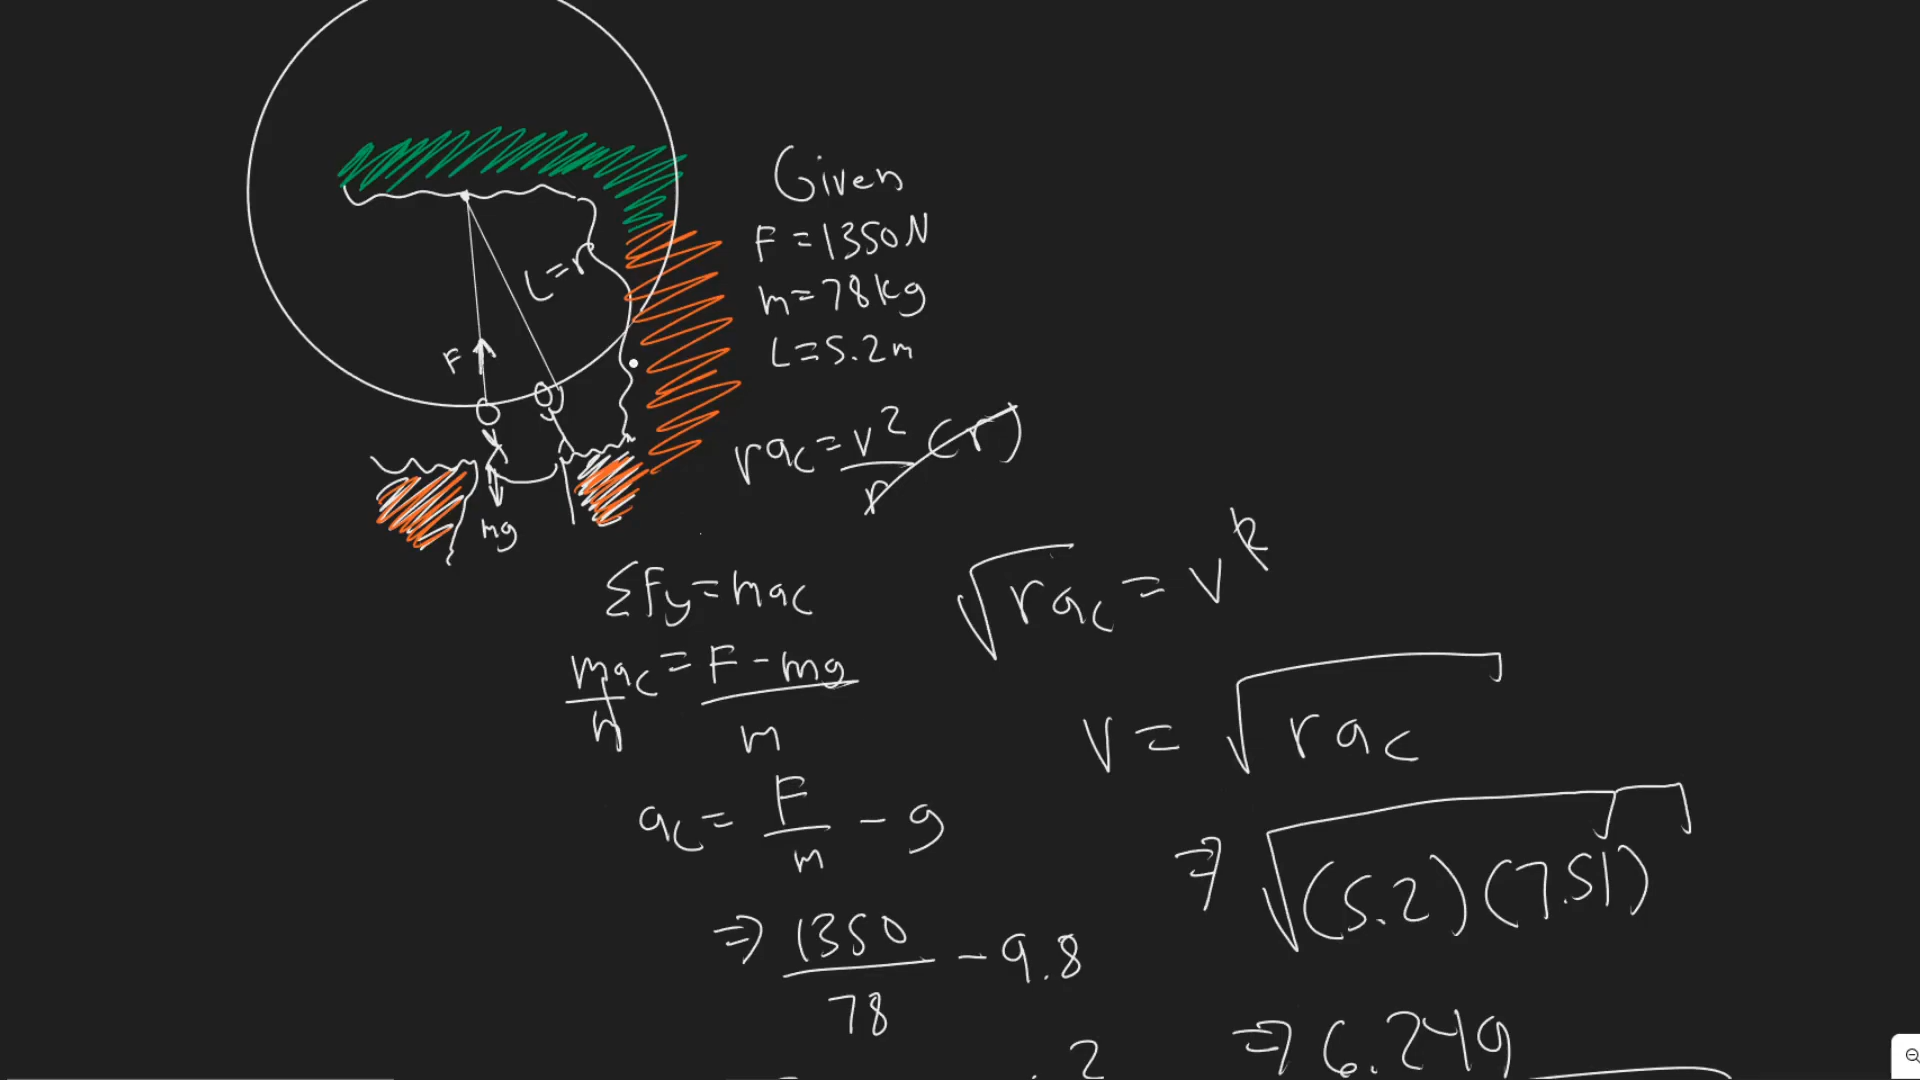 Given
F = 1350N
m = 78kg
L = 5.2m
L = r
F
mg
rac = v² (r)
r
ΣFy = mac
mac = F - mg
m m
ac = F - g
m
⇒ 1350 - 9.8
78
2
√rac = v
v = √rac
⇒ √(5.2)(7.51)
⇒ 6.249